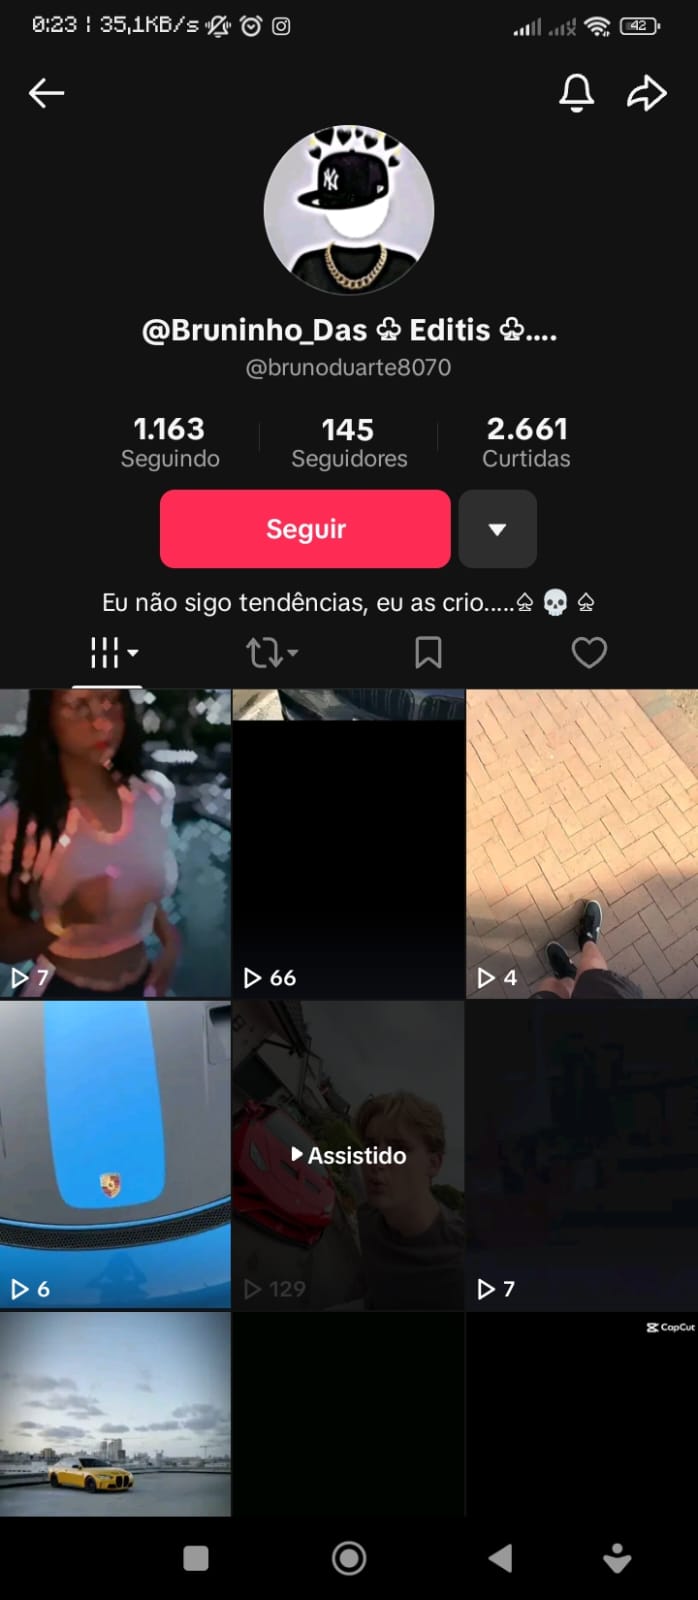 0:23 | 35,1KB/s
42
NY
@Bruninho_Das ♧ Editis ♧....
@brunoduarte8070
1.163 145 2.661
Seguindo Seguidores Curtidas
Seguir
Eu não sigo tendências, eu as crio.....♤ 💀 ♤
7 66 4
Assistido
6 129 7
CapCut